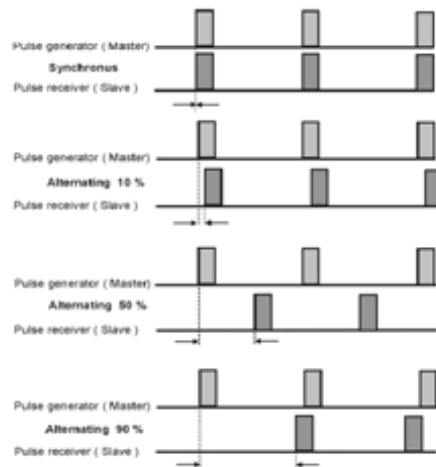 Pulse generator ( Master)
Synchronus
Pulse receiver ( Slave )
Pulse generator ( Master)
Alternating 10 %
Pulse receiver ( Slave )
Pulse generator ( Master)
Alternating 50 %
Pulse receiver ( Slave )
Pulse generator ( Master)
Alternating 90 %
Pulse receiver ( Slave )